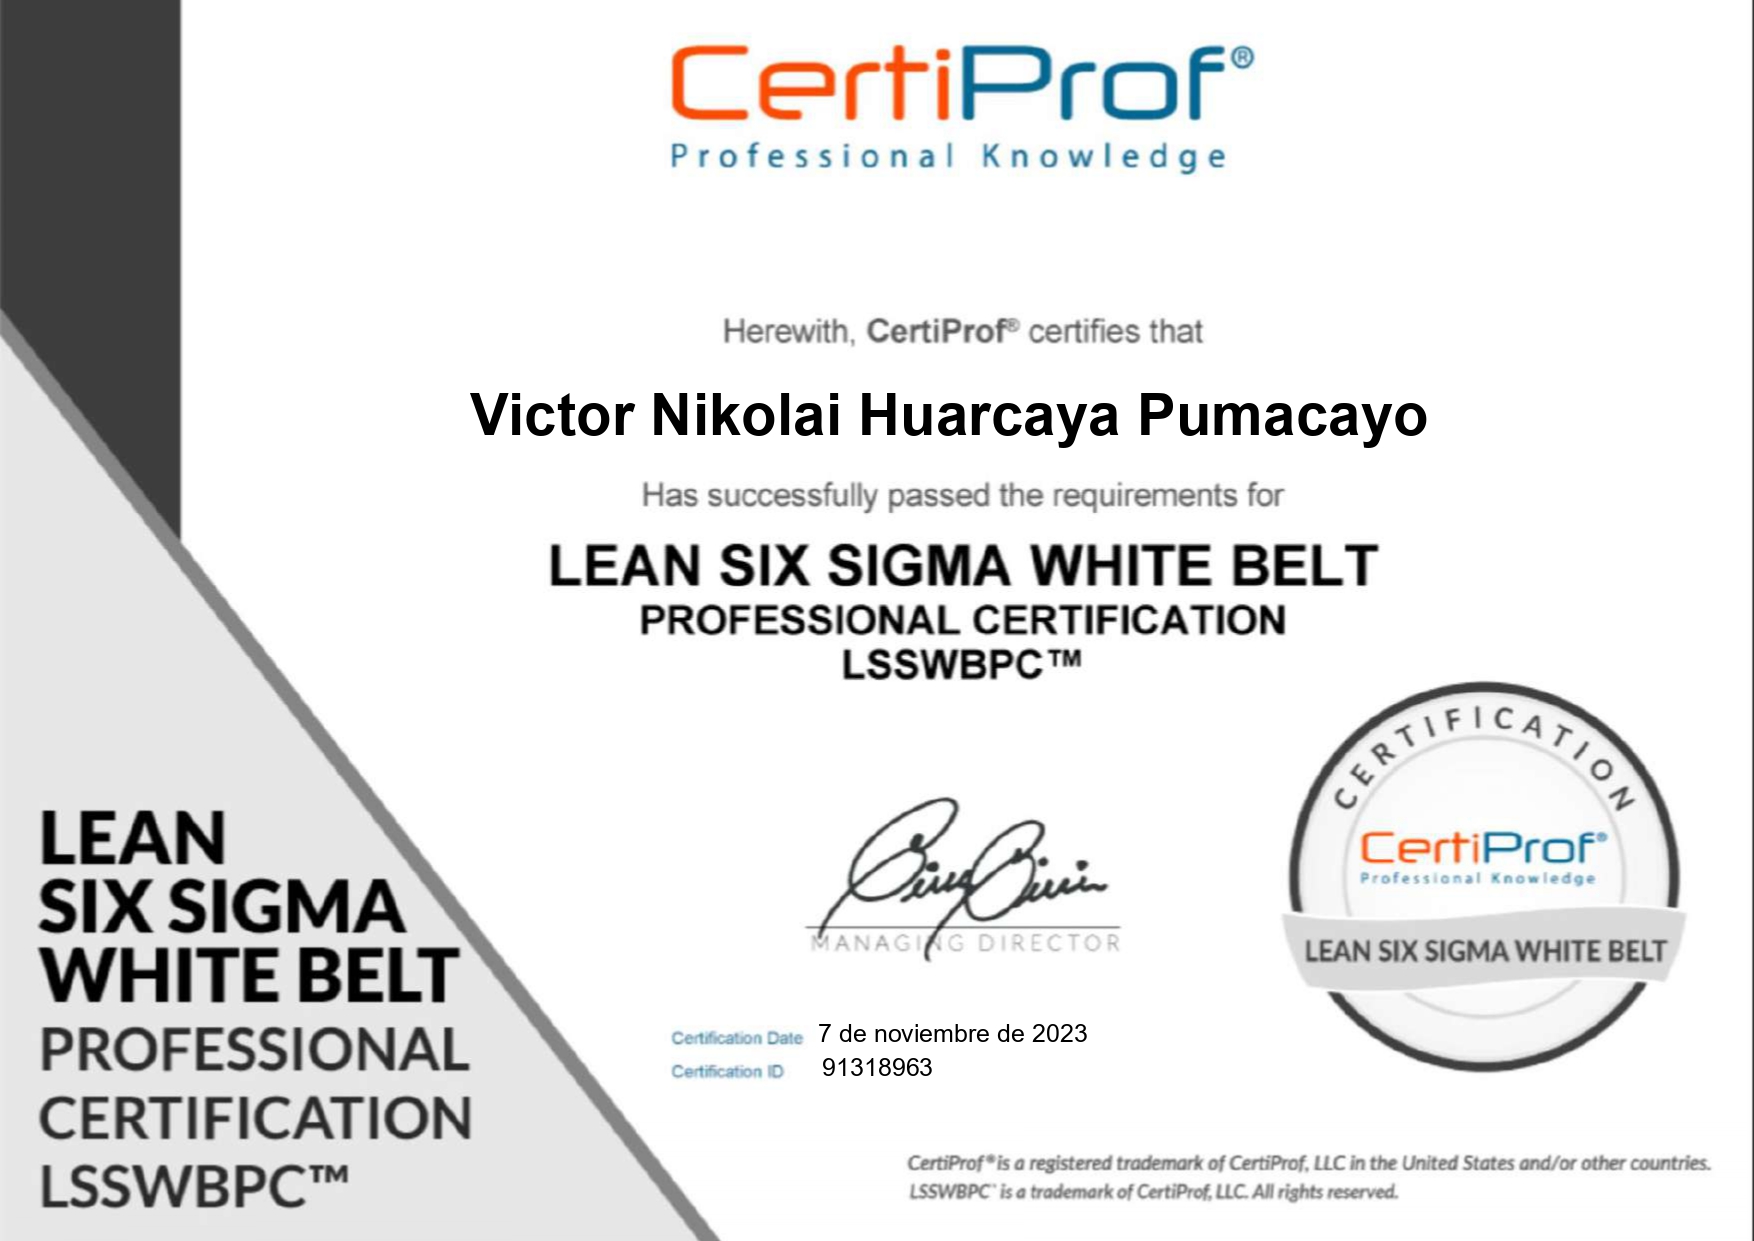 CertiProf®
Professional Knowledge
Herewith, CertiProf® certifies that
Victor Nikolai Huarcaya Pumacayo
Has successfully passed the requirements for
LEAN SIX SIGMA WHITE BELT
PROFESSIONAL CERTIFICATION
LSSWBPC™
LEAN
SIX SIGMA
WHITE BELT
PROFESSIONAL
CERTIFICATION
LSSWBPC™
MANAGING DIRECTOR
Certification Date 7 de noviembre de 2023
Certification ID 91318963
CERTIFICATION
CertiProf®
Professional Knowledge
LEAN SIX SIGMA WHITE BELT
CertiProf® is a registered trademark of CertiProf, LLC in the United States and/or other countries.
LSSWBPC™ is a trademark of CertiProf, LLC. All rights reserved.